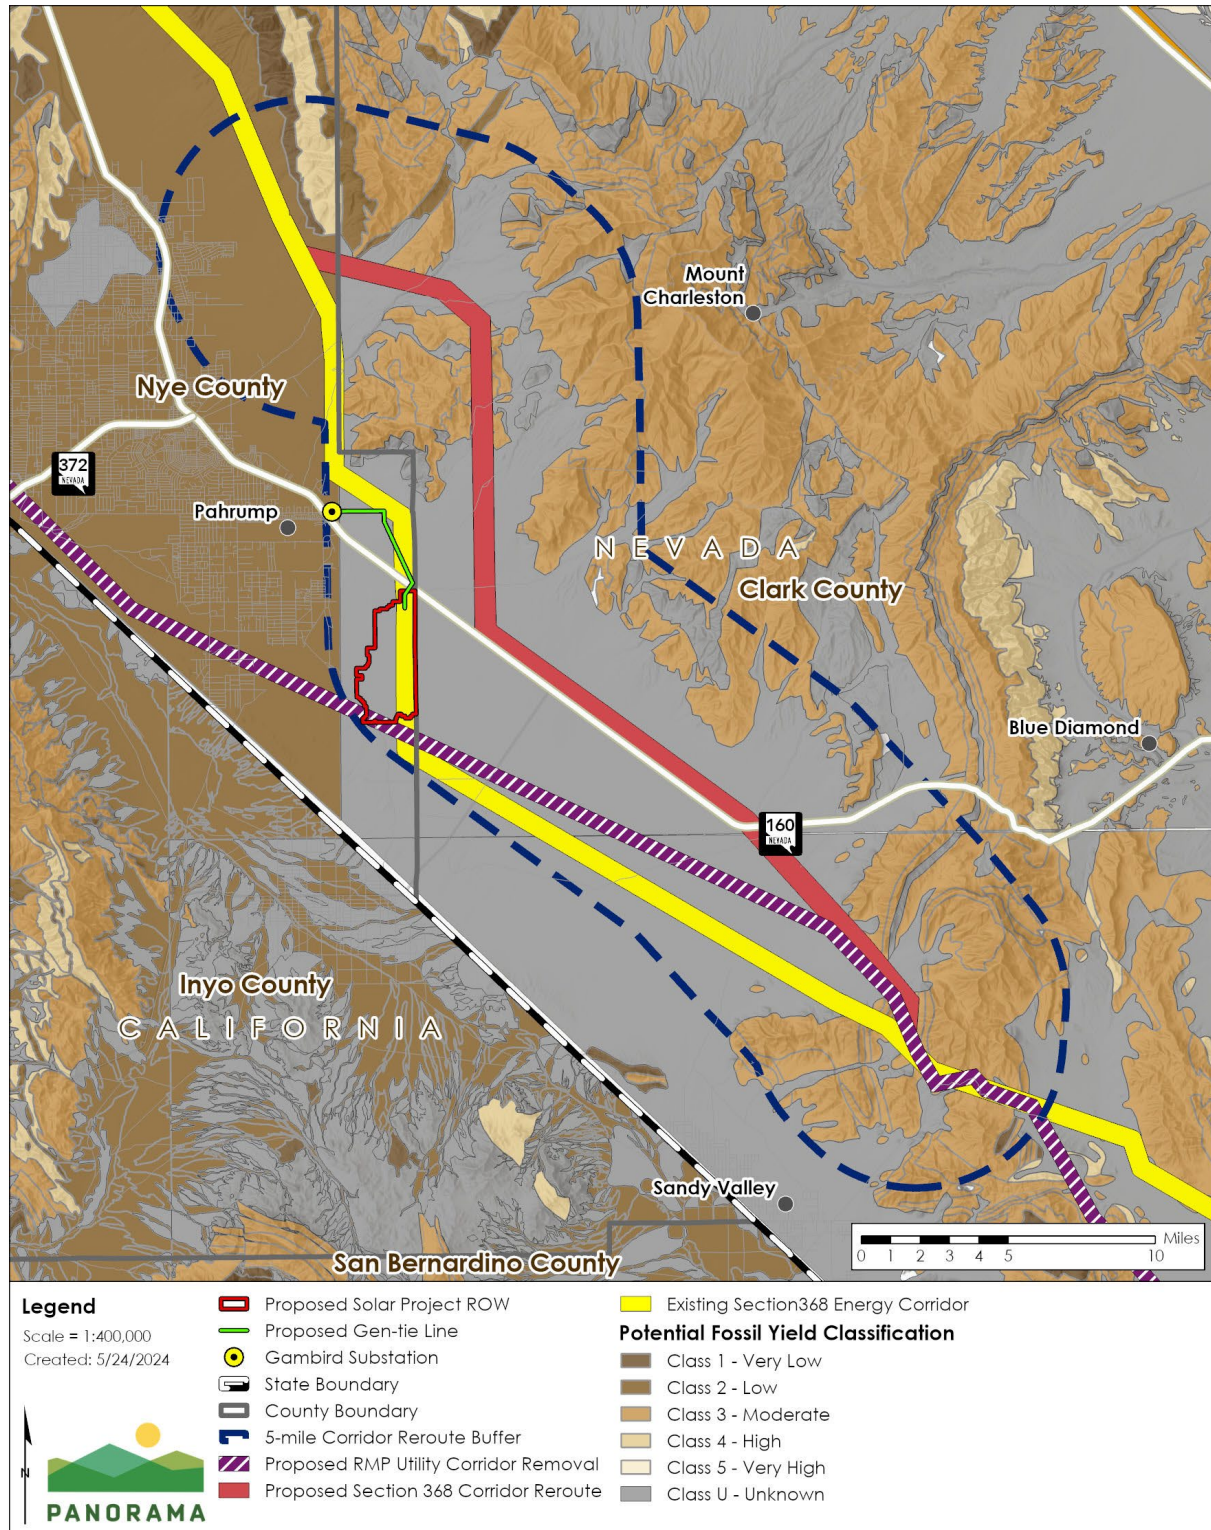 Mount
Charleston
Nye County
372
NEVADA
Pahrump
NEVADA
Clark County
Blue Diamond
160
NEVADA
Inyo County
CALIFORNIA
Sandy Valley
San Bernardino County
Miles
0 1 2 3 4 5 10
Legend
Scale = 1:400,000
Created: 5/24/2024
N
PANORAMA
Proposed Solar Project ROW
Proposed Gen-tie Line
Gambird Substation
State Boundary
County Boundary
5-mile Corridor Reroute Buffer
Proposed RMP Utility Corridor Removal
Proposed Section 368 Corridor Reroute
Existing Section368 Energy Corridor
Potential Fossil Yield Classification
Class 1 - Very Low
Class 2 - Low
Class 3 - Moderate
Class 4 - High
Class 5 - Very High
Class U - Unknown